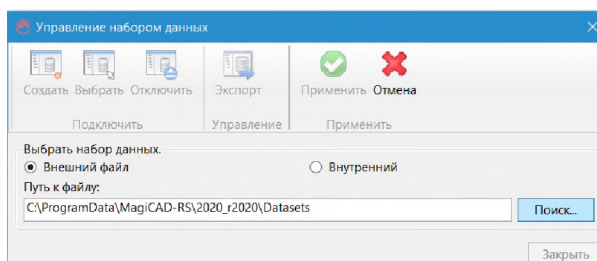 Управление набором данных
Создать Выбрать Отключить Экспорт Применить Отмена
Подключить Управление Применить
Выбрать набор данных.
Внешний файл Внутренний
Путь к файлу:
C:\ProgramData\MagiCAD-RS\2020_r2020\Datasets Поиск...
Закрыть